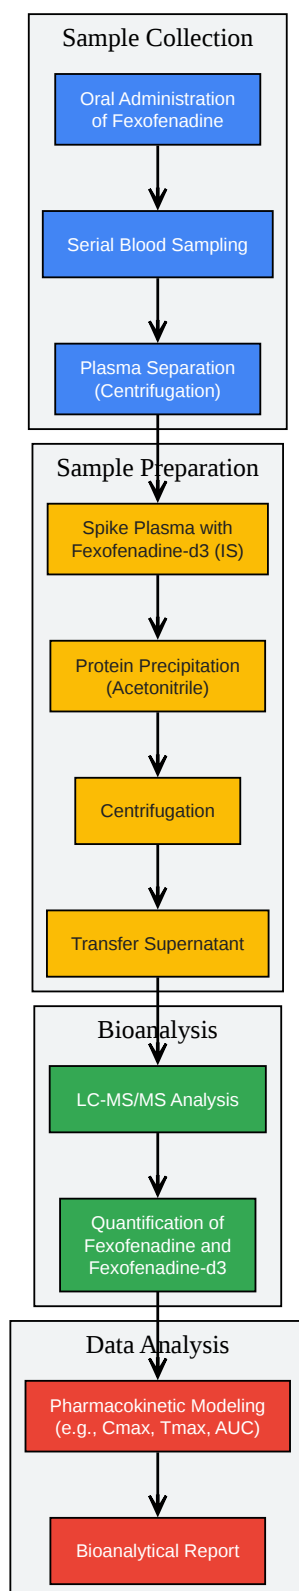 Sample Collection
Oral Administration
of Fexofenadine
Serial Blood Sampling
Plasma Separation
(Centrifugation)
Sample Preparation
Spike Plasma with
Fexofenadine-d3 (IS)
Protein Precipitation
(Acetonitrile)
Centrifugation
Transfer Supernatant
Bioanalysis
LC-MS/MS Analysis
Quantification of
Fexofenadine and
Fexofenadine-d3
Data Analysis
Pharmacokinetic Modeling
(e.g., Cmax, Tmax, AUC)
Bioanalytical Report